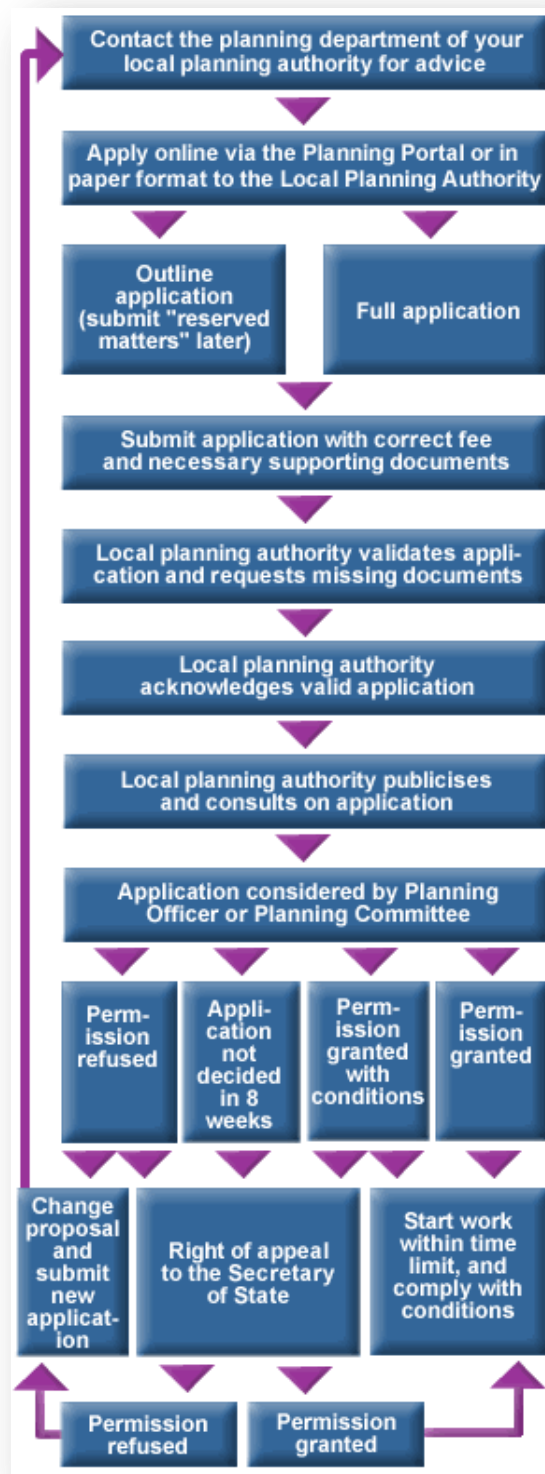 Contact the planning department of your
local planning authority for advice
Apply online via the Planning Portal or in
paper format to the Local Planning Authority
Outline
application
(submit "reserved
matters" later)
Full application
Submit application with correct fee
and necessary supporting documents
Local planning authority validates appli-
cation and requests missing documents
Local planning authority
acknowledges valid application
Local planning authority publicises
and consults on application
Application considered by Planning
Officer or Planning Committee
Perm-
ission
refused
Appli-
cation
not
decided
in 8
weeks
Perm-
ission
granted
with
conditions
Perm-
ission
granted
Change
proposal
and
submit
new
applicat-
ion
Right of appeal
to the Secretary
of State
Start work
within time
limit, and
comply with
conditions
Permission
refused
Permission
granted